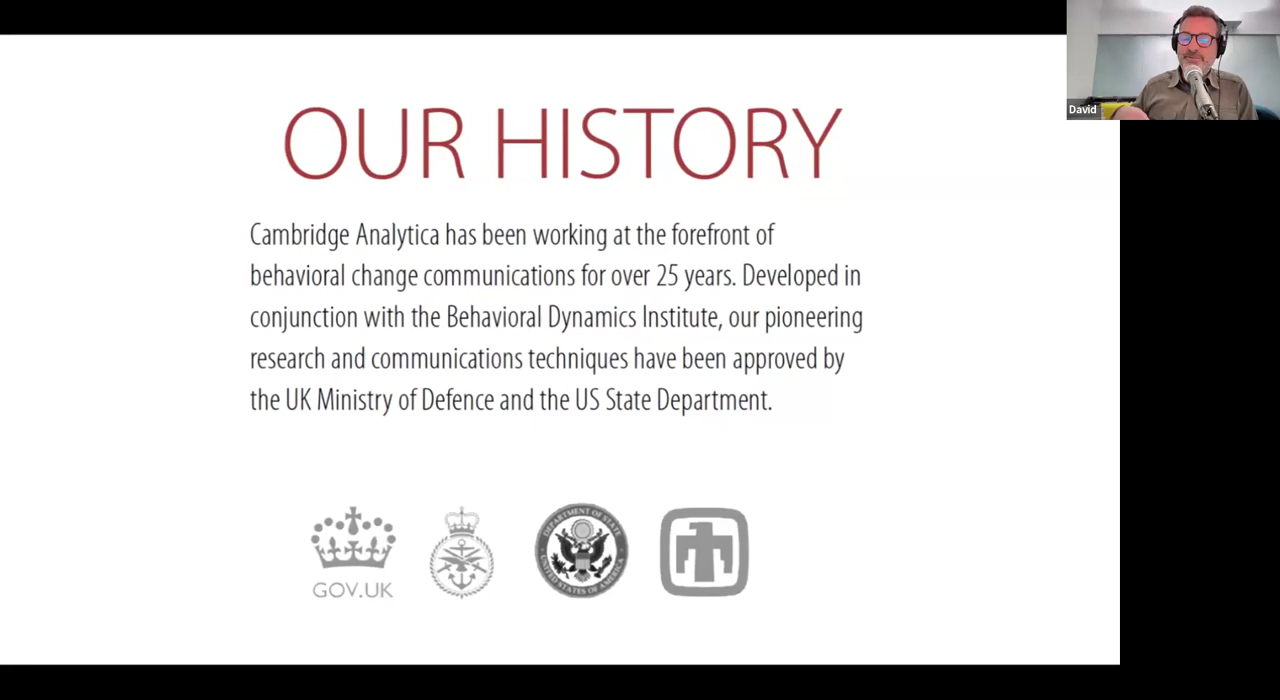 David
OUR HISTORY
Cambridge Analytica has been working at the forefront of
behavioral change communications for over 25 years. Developed in
conjunction with the Behavioral Dynamics Institute, our pioneering
research and communications techniques have been approved by
the UK Ministry of Defence and the US State Department.
GOV.UK
DEPARTMENT OF STATE
UNITED STATES OF AMERICA